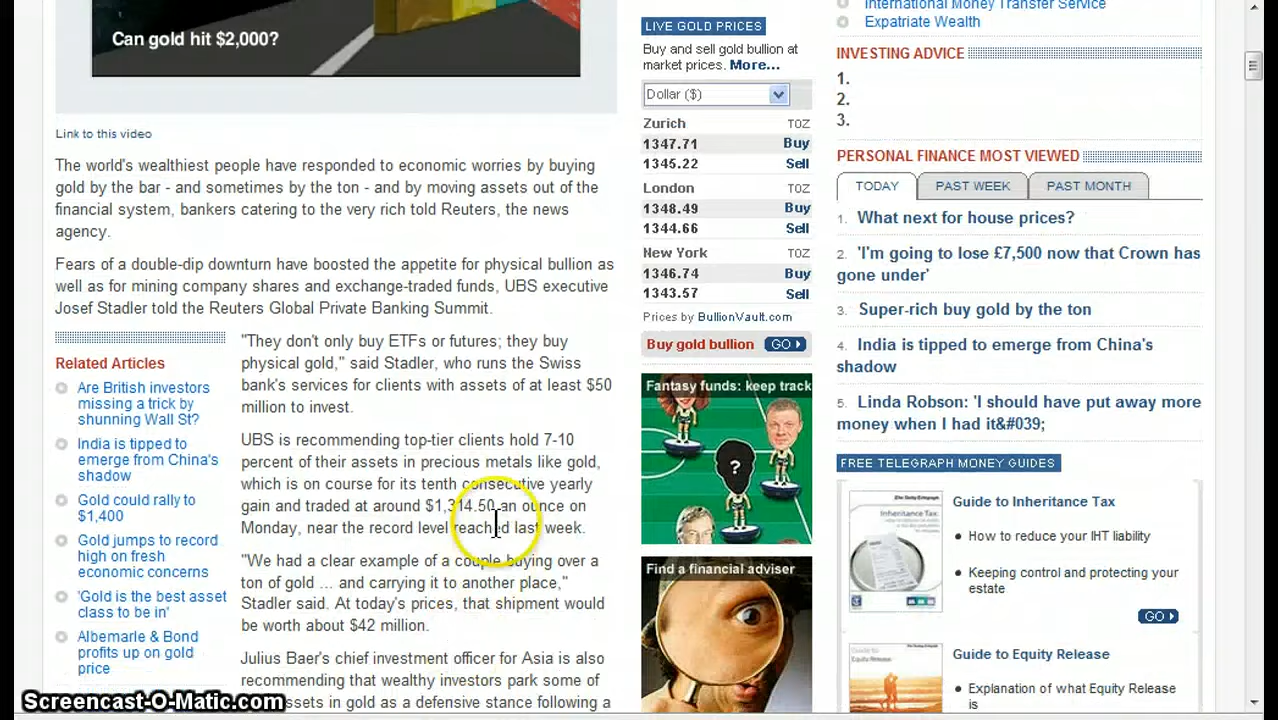 Can gold hit $2,000?
Link to this video
The world's wealthiest people have responded to economic worries by buying
gold by the bar - and sometimes by the ton - and by moving assets out of the
financial system, bankers catering to the very rich told Reuters, the news
agency.
Fears of a double-dip downturn have boosted the appetite for physical bullion as
well as for mining company shares and exchange-traded funds, UBS executive
Josef Stadler told the Reuters Global Private Banking Summit.
Related Articles
Are British investors
missing a trick by
shunning Wall St?
India is tipped to
emerge from China's
shadow
Gold could rally to
$1,400
Gold jumps to record
high on fresh
economic concerns
'Gold is the best asset
class to be in'
Albemarle & Bond
profits up on gold
price
"They don't only buy ETFs or futures; they buy
physical gold," said Stadler, who runs the Swiss
bank's services for clients with assets of at least $50
million to invest.
UBS is recommending top-tier clients hold 7-10
percent of their assets in precious metals like gold,
which is on course for its tenth consecutive yearly
gain and traded at around $1,314.50 an ounce on
Monday, near the record level last week.
"We had a clear example of a couple buying over a
ton of gold ... and carrying it to another place,"
Stadler said. At today's prices, that shipment would
be worth about $42 million.
Julius Baer's chief investment officer for Asia is also
recommending that wealthy investors park some of
assets in gold as a defensive stance following a
LIVE GOLD PRICES
Buy and sell gold bullion at
market prices. More...
Dollar ($)
Zurich TOZ
1347.71 Buy
1345.22 Sell
London TOZ
1348.49 Buy
1344.66 Sell
New York TOZ
1346.74 Buy
1343.57 Sell
Prices by BullionVault.com
Buy gold bullion GO
Fantasy funds: keep track
?
Find a financial adviser
International Money Transfer Service
Expatriate Wealth
INVESTING ADVICE
1.
2.
3.
PERSONAL FINANCE MOST VIEWED
TODAY PAST WEEK PAST MONTH
1. What next for house prices?
2. 'I'm going to lose £7,500 now that Crown has
gone under'
3. Super-rich buy gold by the ton
4. India is tipped to emerge from China's
shadow
5. Linda Robson: 'I should have put away more
money when I had it&#039;
FREE TELEGRAPH MONEY GUIDES
Inheritance Tax
Guide to Inheritance Tax
How to reduce your IHT liability
Keeping control and protecting your
estate
GO
Guide to
Equity Release
Guide to Equity Release
Explanation of what Equity Release
is
Screencast-O-Matic.com